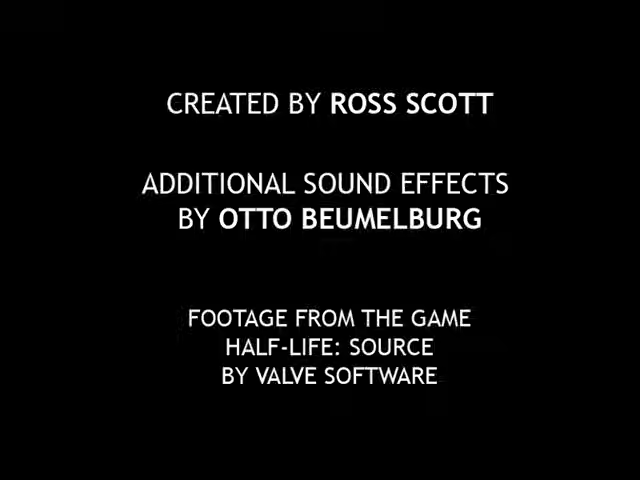 CREATED BY ROSS SCOTT
ADDITIONAL SOUND EFFECTS
BY OTTO BEUMELBURG
FOOTAGE FROM THE GAME
HALF-LIFE: SOURCE
BY VALVE SOFTWARE